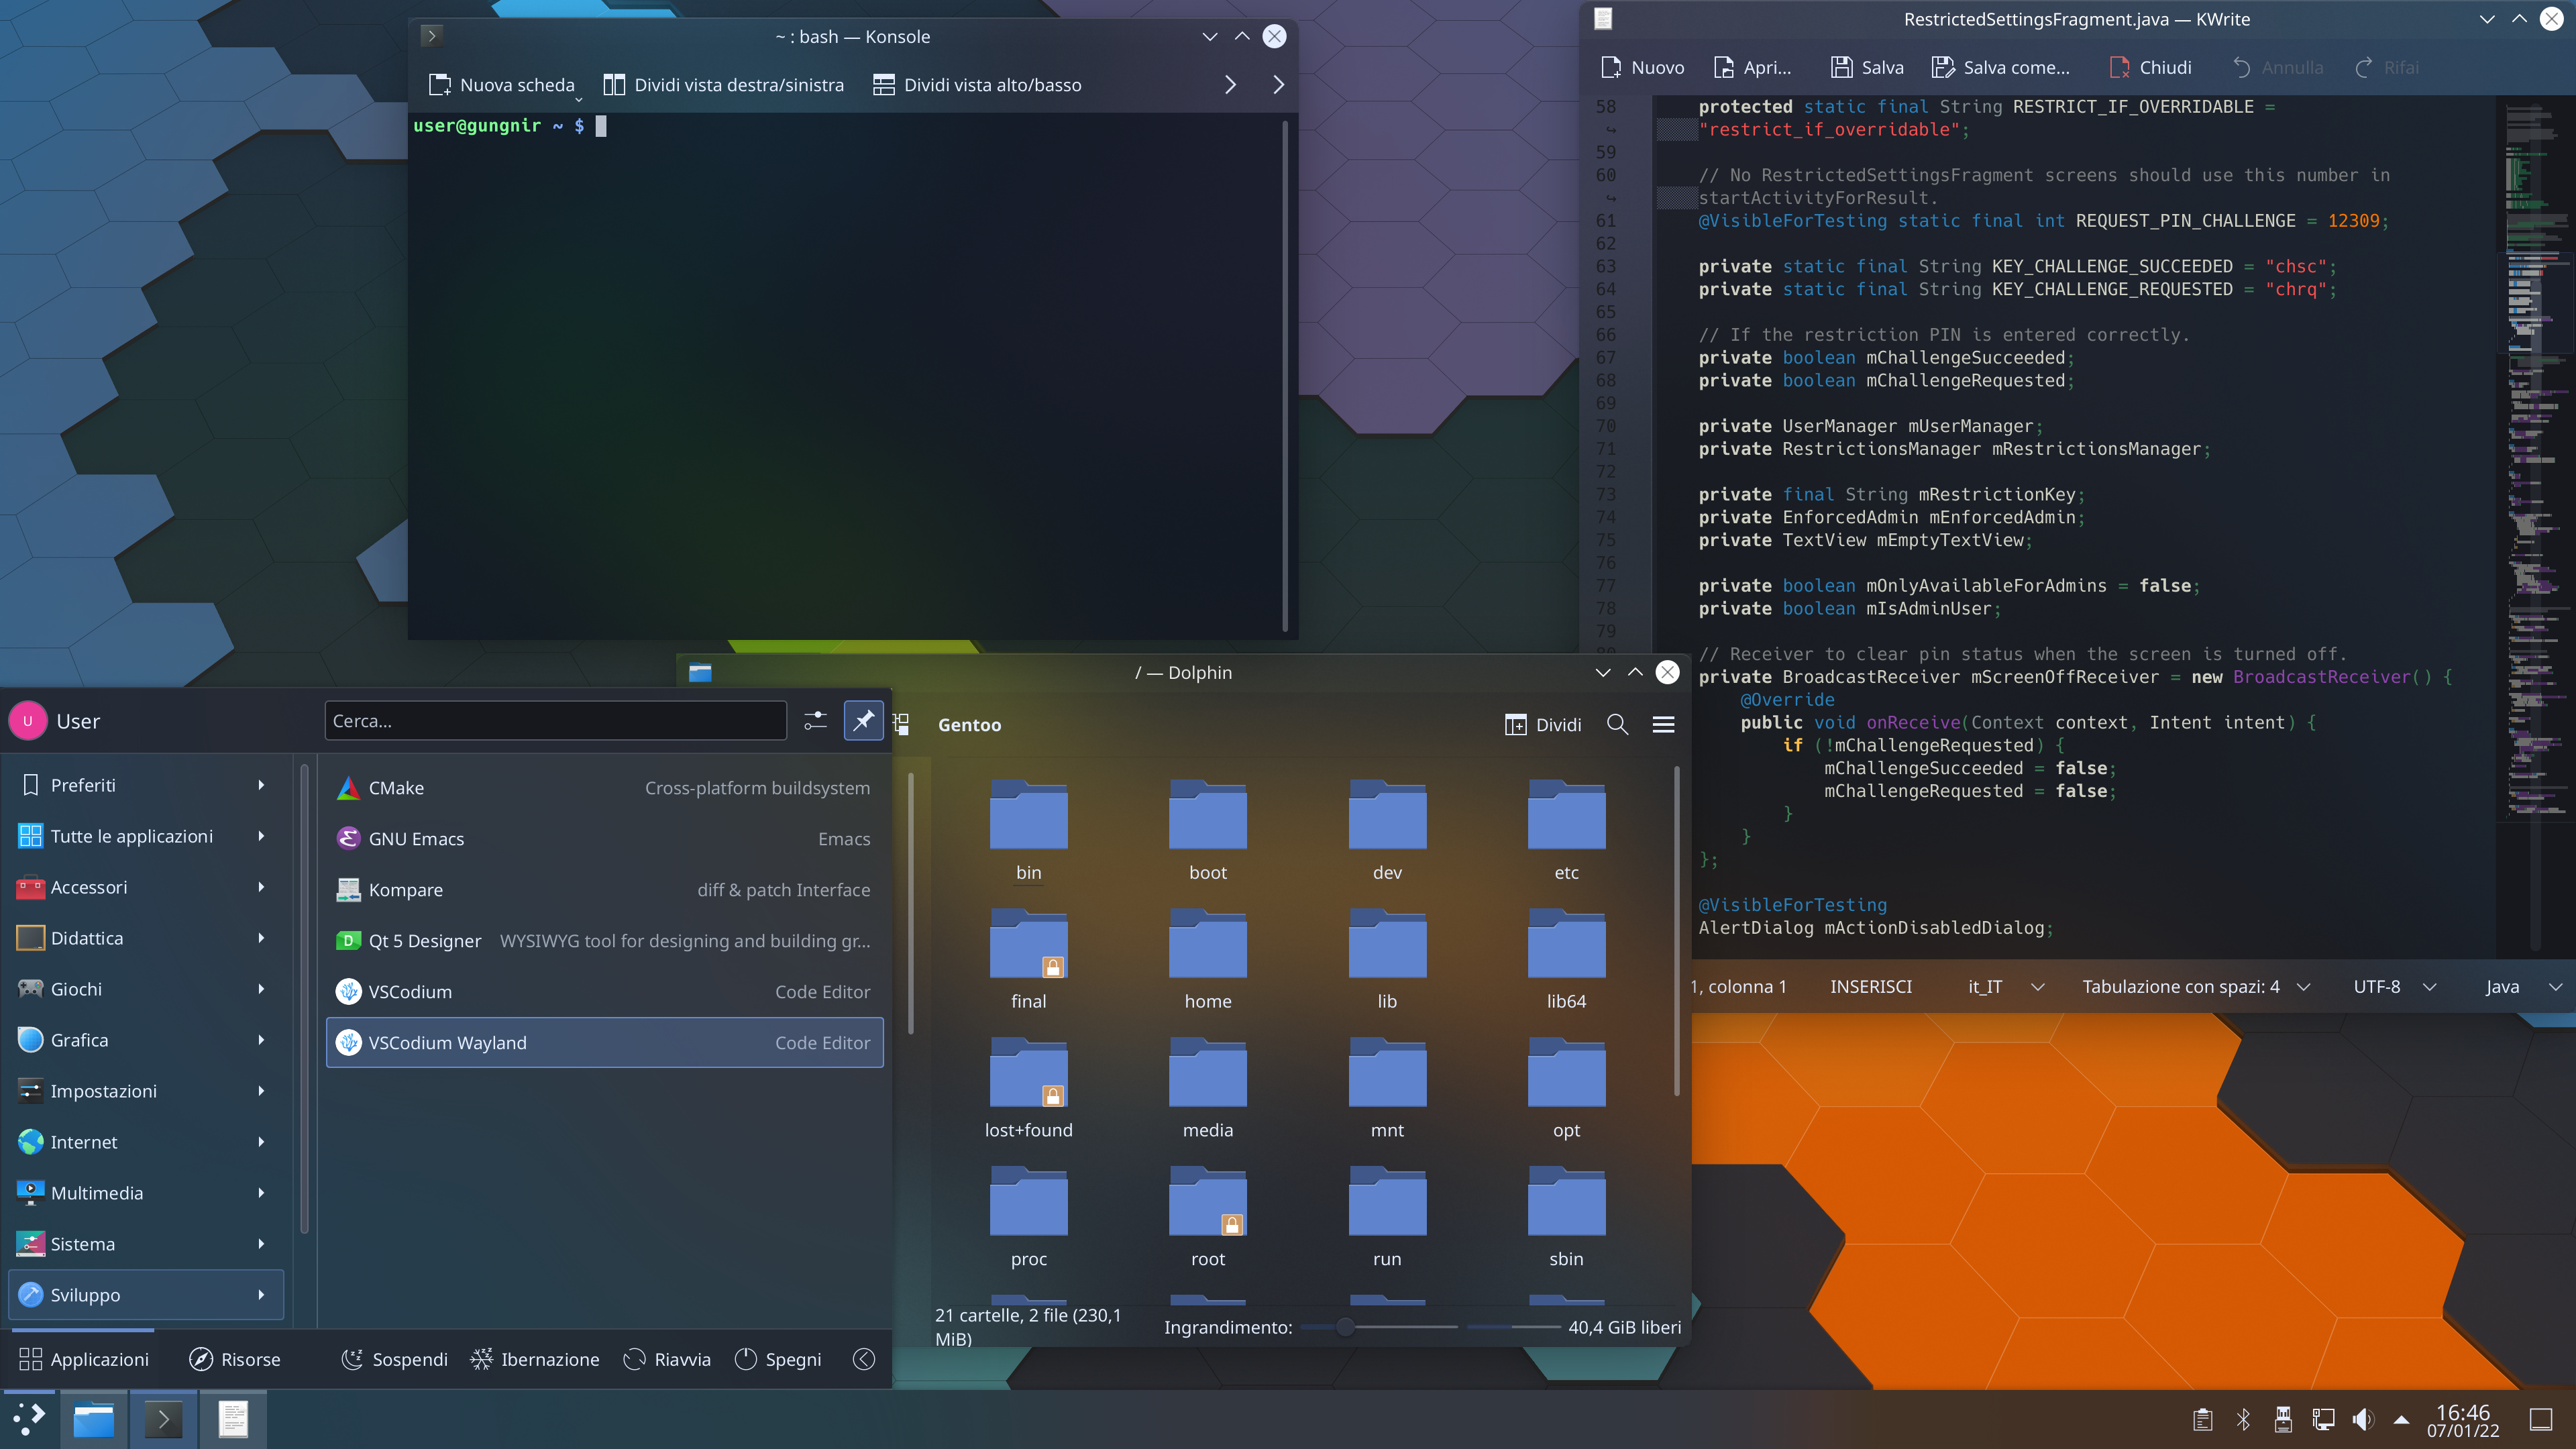 ~ : bash — Konsole
Nuova scheda
Dividi vista destra/sinistra
Dividi vista alto/basso
user@gungnir ~ $
RestrictedSettingsFragment.java — KWrite
Nuovo
Apri...
Salva
Salva come...
Chiudi
Annulla
Rifai
58 protected static final String RESTRICT_IF_OVERRIDABLE =
"restrict_if_overridable";
59
60 // No RestrictedSettingsFragment screens should use this number in
startActivityForResult.
61 @VisibleForTesting static final int REQUEST_PIN_CHALLENGE = 12309;
62
63 private static final String KEY_CHALLENGE_SUCCEEDED = "chsc";
64 private static final String KEY_CHALLENGE_REQUESTED = "chrq";
65
66 // If the restriction PIN is entered correctly.
67 private boolean mChallengeSucceeded;
68 private boolean mChallengeRequested;
69
70 private UserManager mUserManager;
71 private RestrictionsManager mRestrictionsManager;
72
73 private final String mRestrictionKey;
74 private EnforcedAdmin mEnforcedAdmin;
75 private TextView mEmptyTextView;
76
77 private boolean mOnlyAvailableForAdmins = false;
78 private boolean mIsAdminUser;
79
// Receiver to clear pin status when the screen is turned off.
private BroadcastReceiver mScreenOffReceiver = new BroadcastReceiver() {
@Override
public void onReceive(Context context, Intent intent) {
if (!mChallengeRequested) {
mChallengeSucceeded = false;
mChallengeRequested = false;
}
}
};
@VisibleForTesting
AlertDialog mActionDisabledDialog;
1, colonna 1
INSERISCI
it_IT
Tabulazione con spazi: 4
UTF-8
Java
/ — Dolphin
Gentoo
Dividi
bin
boot
dev
etc
final
home
lib
lib64
lost+found
media
mnt
opt
proc
root
run
sbin
21 cartelle, 2 file (230,1
MiB)
Ingrandimento:
40,4 GiB liberi
U
User
Cerca...
Preferiti
Tutte le applicazioni
Accessori
Didattica
Giochi
Grafica
Impostazioni
Internet
Multimedia
Sistema
Sviluppo
CMake Cross-platform buildsystem
GNU Emacs Emacs
Kompare diff & patch Interface
Qt 5 Designer WYSIWYG tool for designing and building gr...
VSCodium Code Editor
VSCodium Wayland Code Editor
Applicazioni
Risorse
Sospendi
Ibernazione
Riavvia
Spegni
16:46
07/01/22